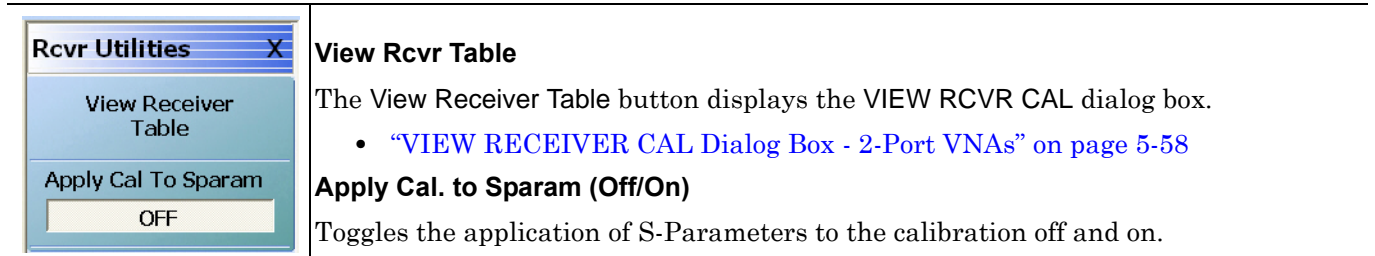 Rcvr Utilities X
View Receiver
Table
Apply Cal To Sparam
OFF
View Rcvr Table
The View Receiver Table button displays the VIEW RCVR CAL dialog box.
• “VIEW RECEIVER CAL Dialog Box - 2-Port VNAs” on page 5-58
Apply Cal. to Sparam (Off/On)
Toggles the application of S-Parameters to the calibration off and on.